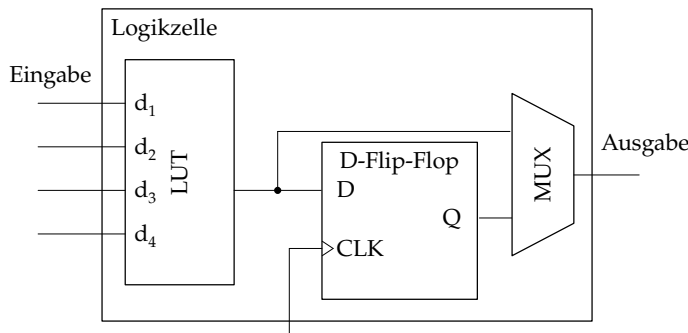 Logikzelle
Eingabe
d1
d2
d3
d4
LUT
D-Flip-Flop
D
Q
CLK
MUX
Ausgabe